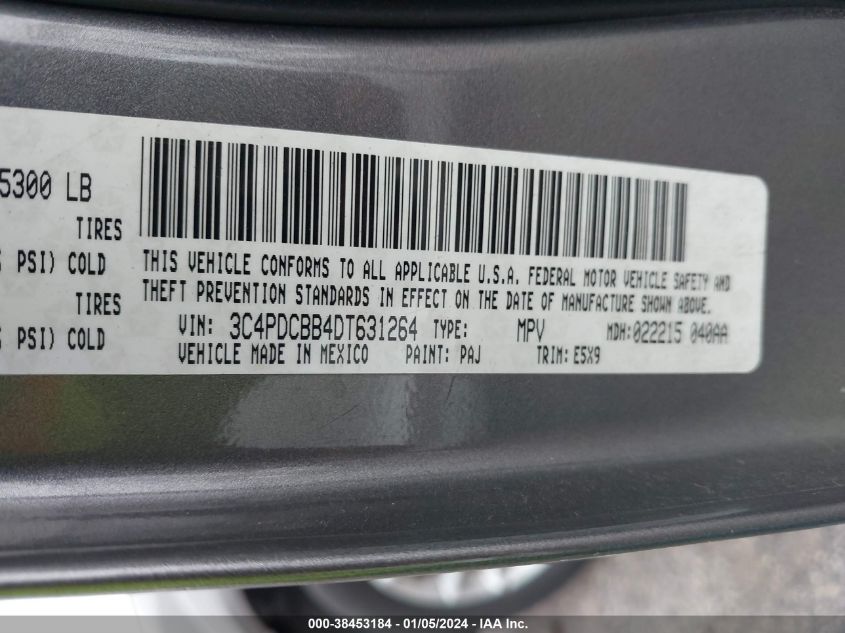 5300 LB
TIRES
PSI) COLD
TIRES
PSI) COLD
THIS VEHICLE CONFORMS TO ALL APPLICABLE U.S.A. FEDERAL MOTOR VEHICLE SAFETY AND
THEFT PREVENTION STANDARDS IN EFFECT ON THE DATE OF MANUFACTURE SHOWN ABOVE.
VIN: 3C4PDCBB4DT631264 TYPE: MPV MDH:022215 040AA
VEHICLE MADE IN MEXICO PAINT: PAJ TRIM: E5X9
000-38453184 — 01/05/2024 — IAA Inc.